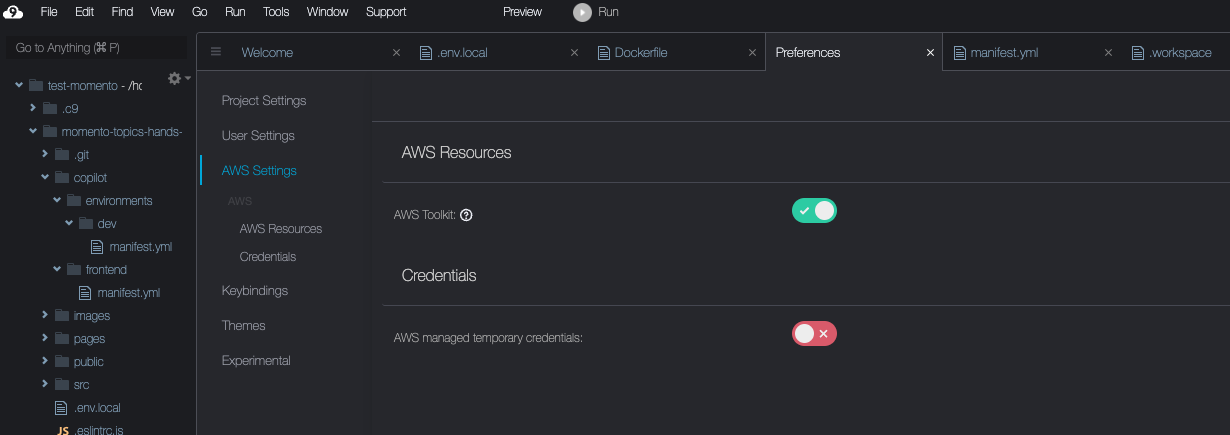 9 File Edit Find View Go Run Tools Window Support Preview Run
Go to Anything (⌘ P)
Welcome .env.local Dockerfile Preferences manifest.yml .workspace
test-momento - /hc
.c9
momento-topics-hands-
.git
copilot
environments
dev
manifest.yml
frontend
manifest.yml
images
pages
public
src
.env.local
JS .eslintrc.js
Project Settings
User Settings
AWS Settings
AWS
AWS Resources
Credentials
Keybindings
Themes
Experimental
AWS Resources
AWS Toolkit: ?
Credentials
AWS managed temporary credentials: